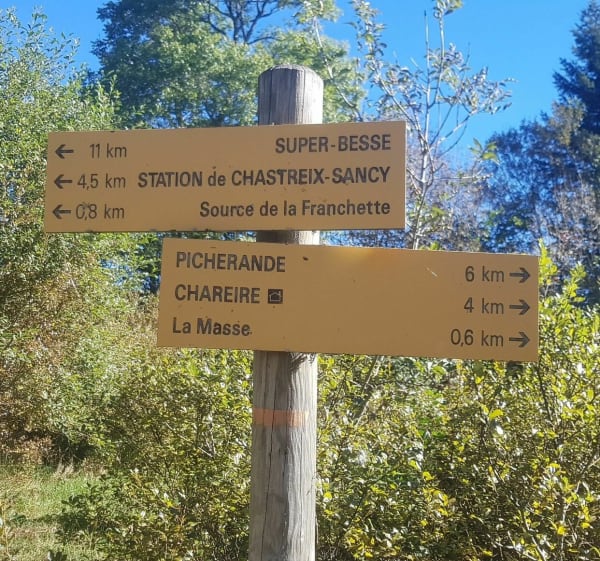 ← 11 km SUPER-BESSE
← 4,5 km STATION de CHASTREIX-SANCY
← 0,8 km Source de la Franchette
PICHERANDE 6 km →
CHAREIRE 4 km →
La Masse 0,6 km →